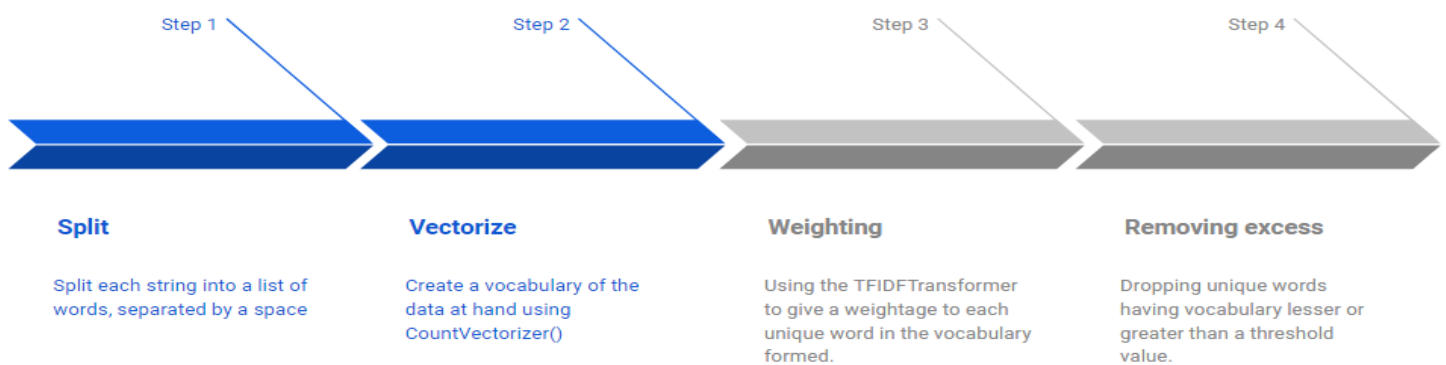 Step 1
Step 2
Step 3
Step 4
Split
Split each string into a list of
words, separated by a space
Vectorize
Create a vocabulary of the
data at hand using
CountVectorizer()
Weighting
Using the TFIDFTransformer
to give a weightage to each
unique word in the vocabulary
formed.
Removing excess
Dropping unique words
having vocabulary lesser or
greater than a threshold
value.